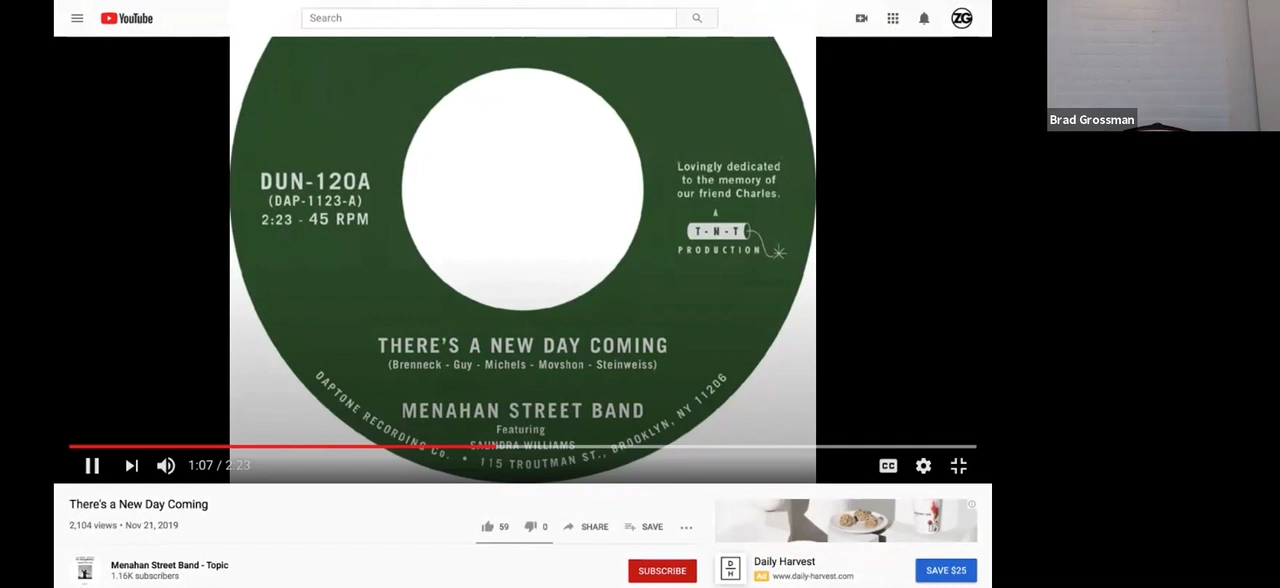 YouTube
Search
ZG
Brad Grossman
DUN-120A
(DAP-1123-A)
2:23 - 45 RPM
Lovingly dedicated
to the memory of
our friend Charles.
A
T-N-T
PRODUCTION
THERE'S A NEW DAY COMING
(Brenneck - Guy - Michels - Movshon - Steinweiss)
MENAHAN STREET BAND
Featuring
SAUNDRA WILLIAMS
DAPTONE RECORDING Co. • 115 TROUTMAN ST., BROOKLYN, NY 11206
1:07 / 2:23
CC
There's a New Day Coming
2,104 views • Nov 21, 2019
59
0
SHARE
SAVE
Menahan Street Band - Topic
1.16K subscribers
SUBSCRIBE
D
H
Daily Harvest
Ad www.daily-harvest.com
SAVE $25